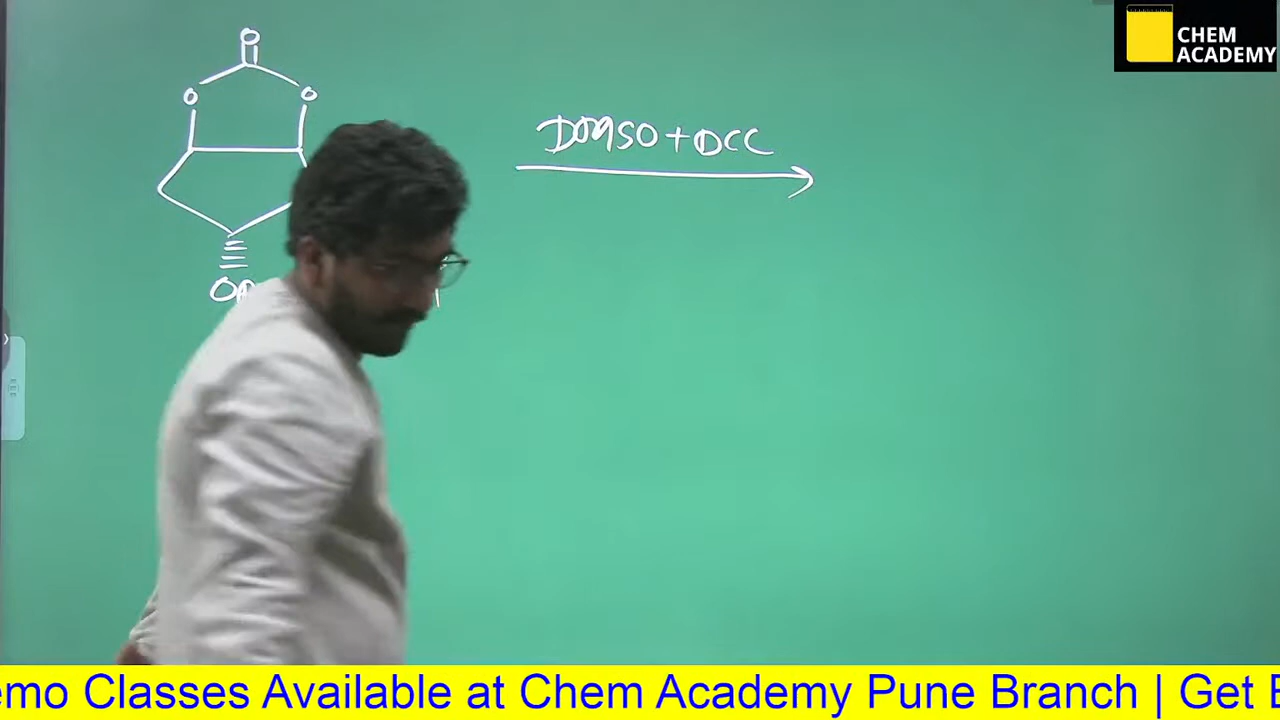 CHEM
ACADEMY
O
O O
DMSO+DCC
emo Classes Available at Chem Academy Pune Branch | Get